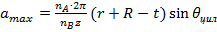 a_max = (n_A·2π)/(n_B z) (r + R − t) sin θ_цил